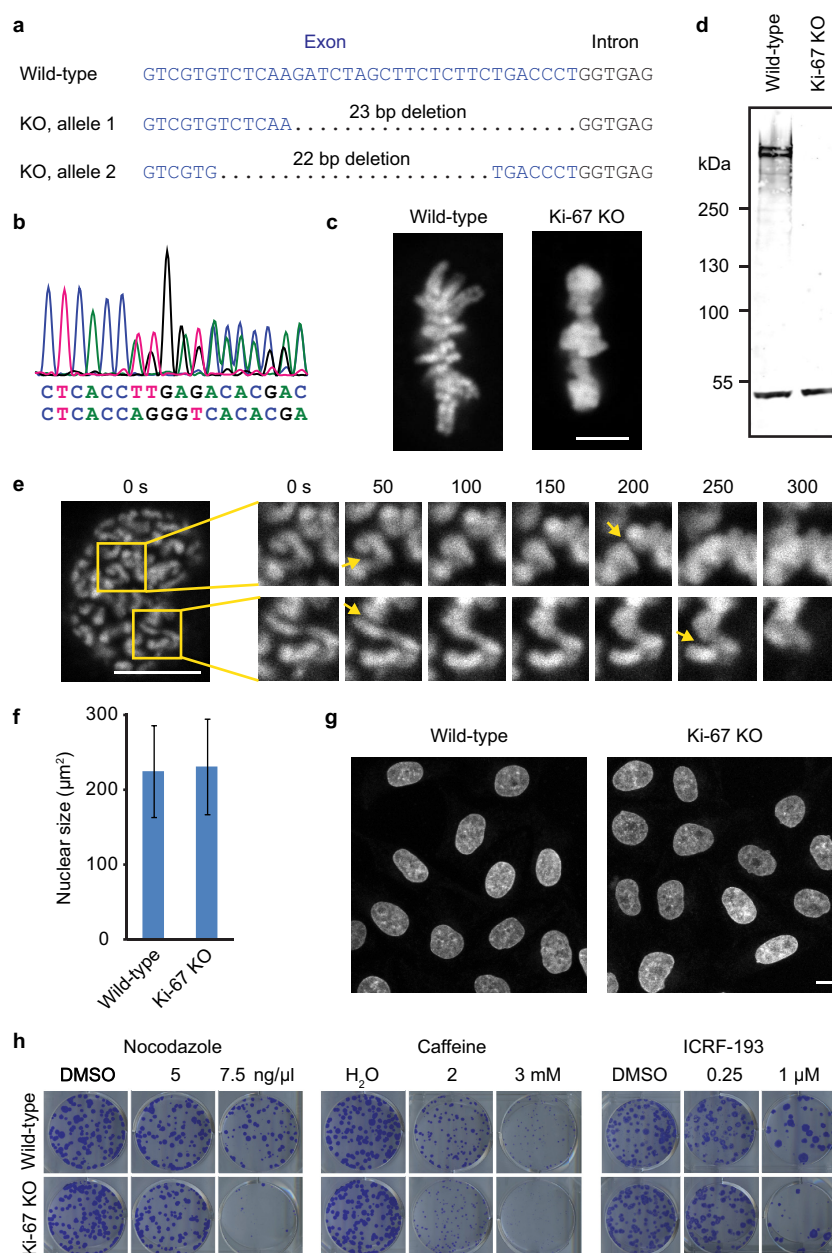 a
Exon Intron
Wild-type GTCGTGTCTCAAGATCTAGCTTCTCTTCTGACCCTGGTGAG
KO, allele 1 GTCGTGTCTCAA.......................GGTGAG
23 bp deletion
KO, allele 2 GTCGTG......................TGACCCTGGTGAG
22 bp deletion
b
CTCACCTTGAGACACGAC
CTCACCAGGGTCACACGA
c
Wild-type Ki-67 KO
d
Wild-type
Ki-67 KO
kDa
250
130
100
55
e
0 s 0 s 50 100 150 200 250 300
f
Nuclear size (µm²)
300
200
100
0
Wild-type
Ki-67 KO
g
Wild-type Ki-67 KO
h
Nocodazole Caffeine ICRF-193
DMSO 5 7.5 ng/µl H₂O 2 3 mM DMSO 0.25 1 µM
Wild-type
Ki-67 KO